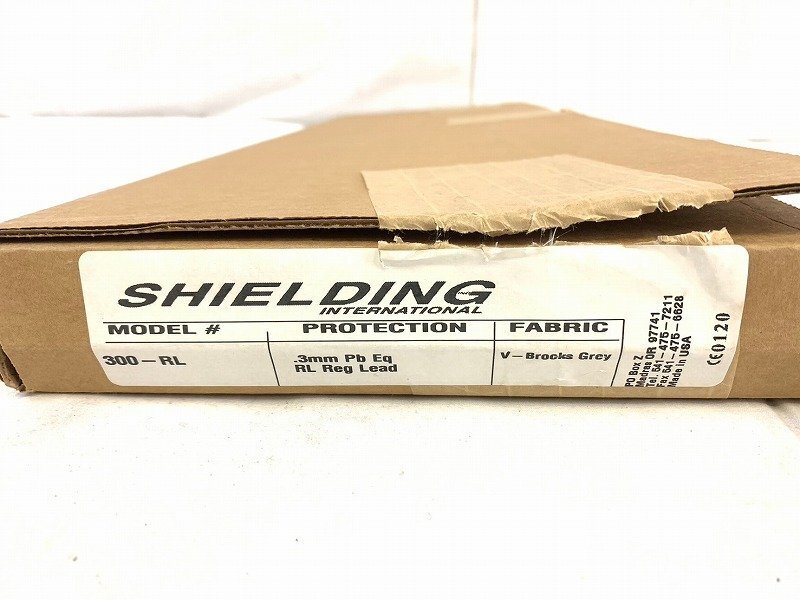 SHIELDING
INTERNATIONAL
MODEL # PROTECTION FABRIC
300-RL .3mm Pb Eq V-Brocks Grey
RL Reg Lead
PO Box Z
Madras OR 97741
Tel. 541-475-7211
Fax 541-475-6628
Made in USA
CE0120